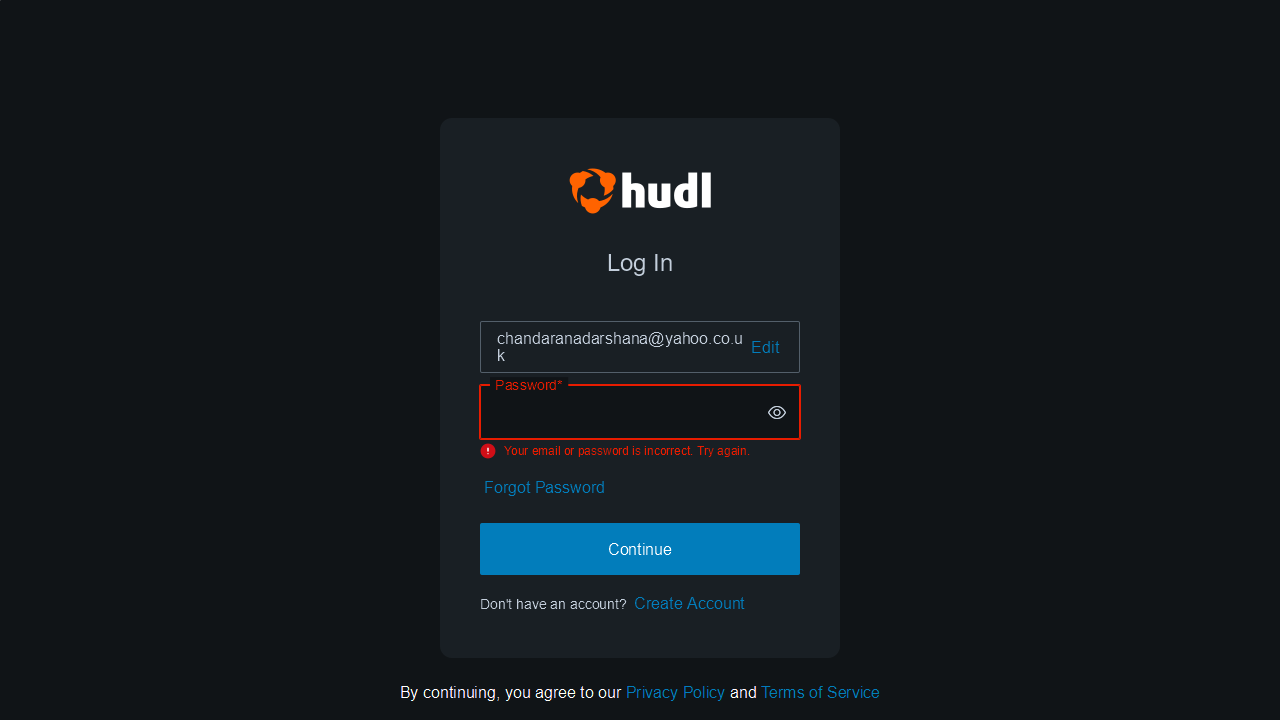 hudl
Log In
chandaranadarshana@yahoo.co.u
k
Edit
Password*
Your email or password is incorrect. Try again.
Forgot Password
Continue
Don't have an account? Create Account
By continuing, you agree to our Privacy Policy and Terms of Service